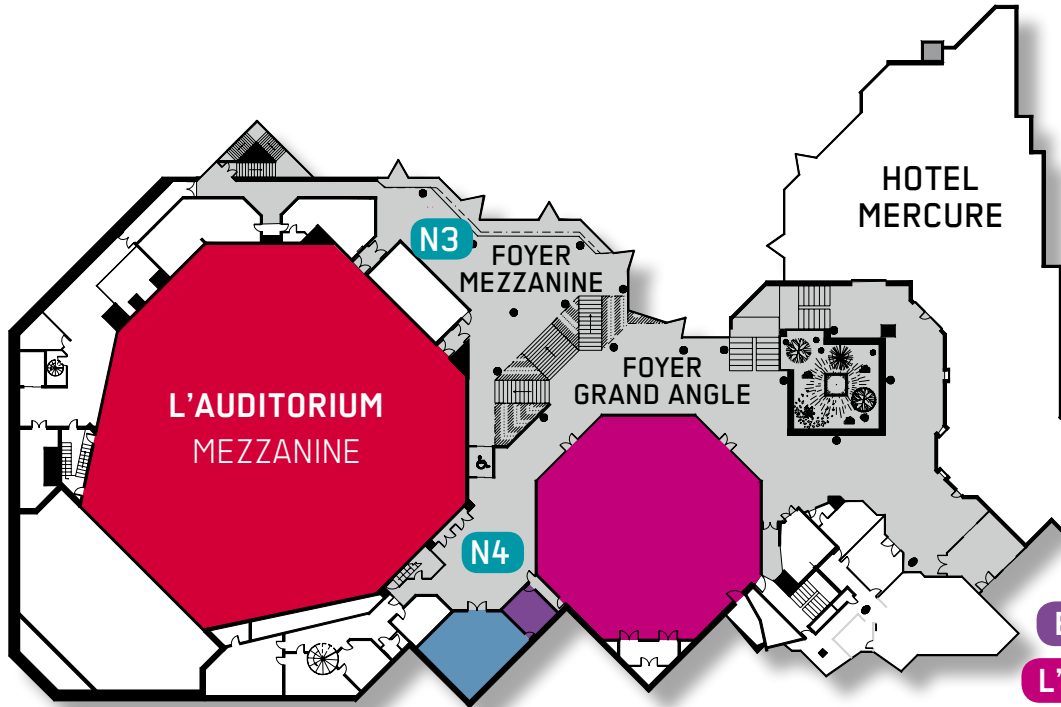 HOTEL
MERCURE
N3
FOYER
MEZZANINE
FOYER
GRAND ANGLE
L'AUDITORIUM
MEZZANINE
N4
L'